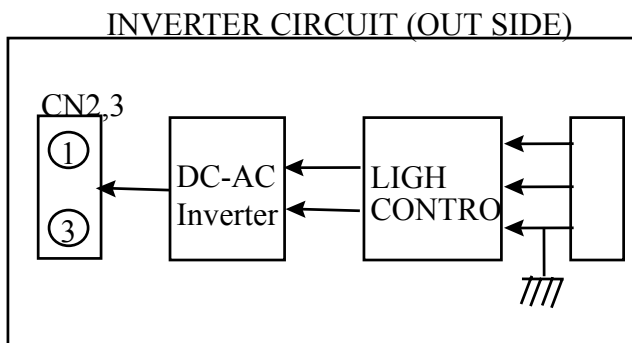 INVERTER CIRCUIT (OUT SIDE)
CN2,3
1
3
DC-AC
Inverter
LIGH
CONTRO